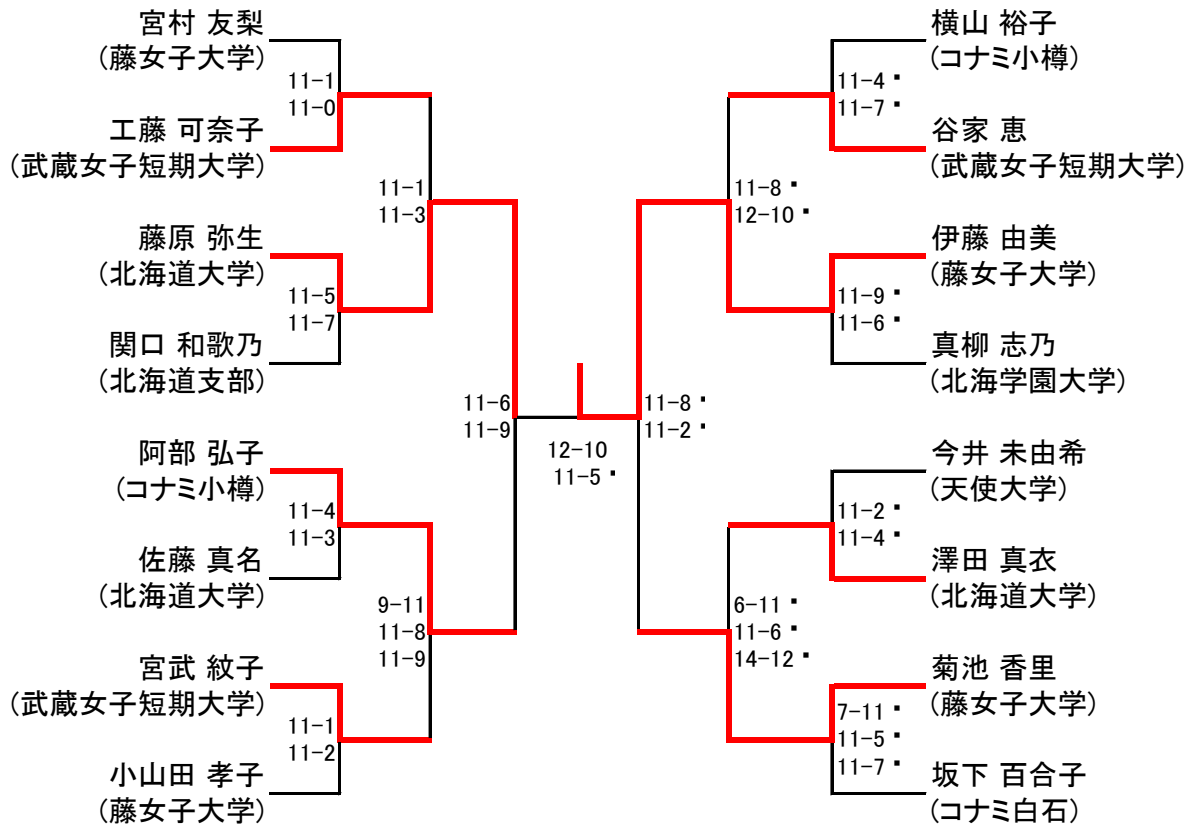 宮村 友梨
(藤女子大学)
11-1
11-0
工藤 可奈子
(武蔵女子短期大学)
11-1
11-3
藤原 弥生
(北海道大学)
11-5
11-7
関口 和歌乃
(北海道支部)
11-6
11-9
阿部 弘子
(コナミ小樽)
11-4
11-3
佐藤 真名
(北海道大学)
9-11
11-8
11-9
宮武 紋子
(武蔵女子短期大学)
11-1
11-2
小山田 孝子
(藤女子大学)
12-10
11-5 ･
横山 裕子
(コナミ小樽)
11-4 ･
11-7 ･
谷家 恵
(武蔵女子短期大学)
11-8 ･
12-10 ･
伊藤 由美
(藤女子大学)
11-9 ･
11-6 ･
真柳 志乃
(北海学園大学)
11-8 ･
11-2 ･
今井 未由希
(天使大学)
11-2 ･
11-4 ･
澤田 真衣
(北海道大学)
6-11 ･
11-6 ･
14-12 ･
菊池 香里
(藤女子大学)
7-11 ･
11-5 ･
11-7 ･
坂下 百合子
(コナミ白石)